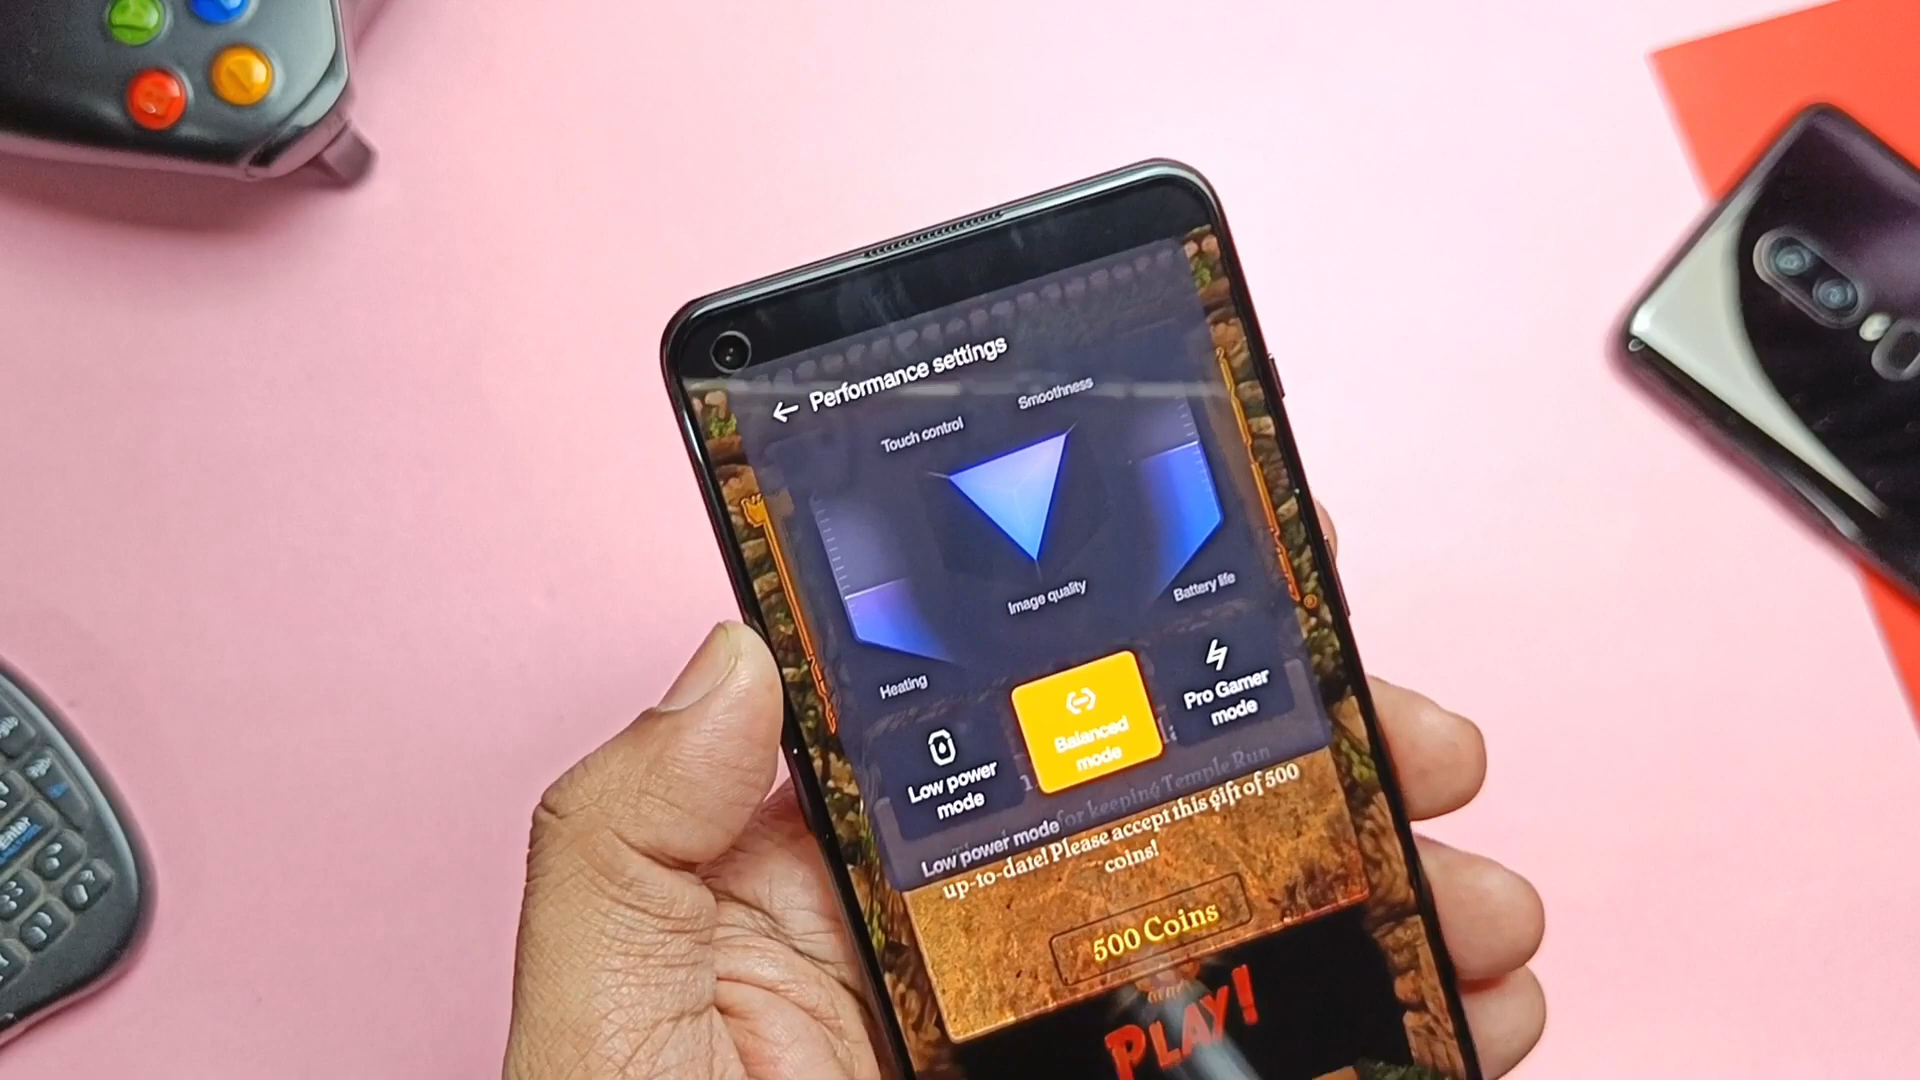 ← Performance settings
Smoothness
Touch control
Image quality
Battery life
Heating
Low power
mode
Balanced
mode
Pro Gamer
mode
for keeping Temple Run
Low power mode
up-to-date! Please accept this gift of 500
coins!
500 Coins
PLAY!
Enter